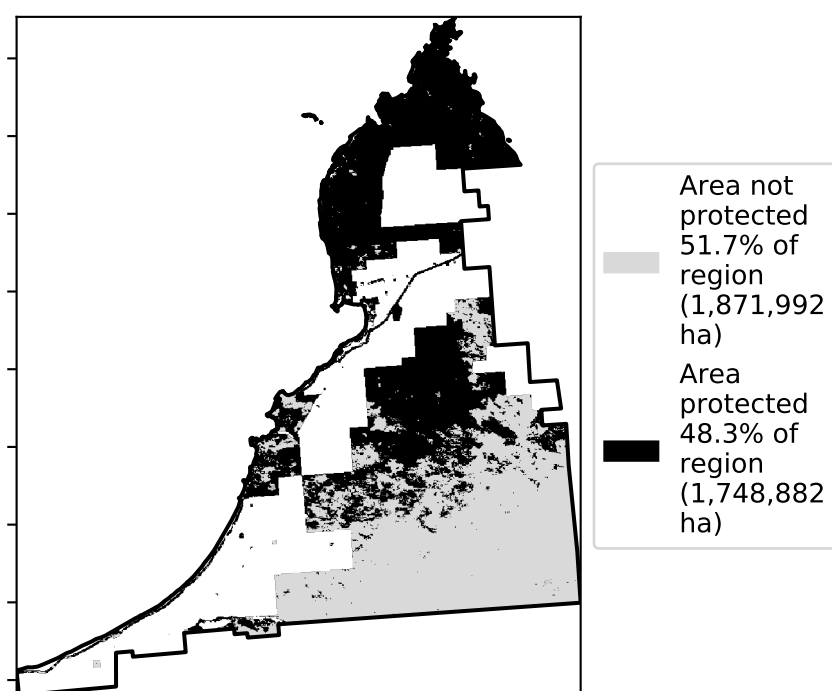 Area not
protected
51.7% of
region
(1,871,992
ha)
Area
protected
48.3% of
region
(1,748,882
ha)